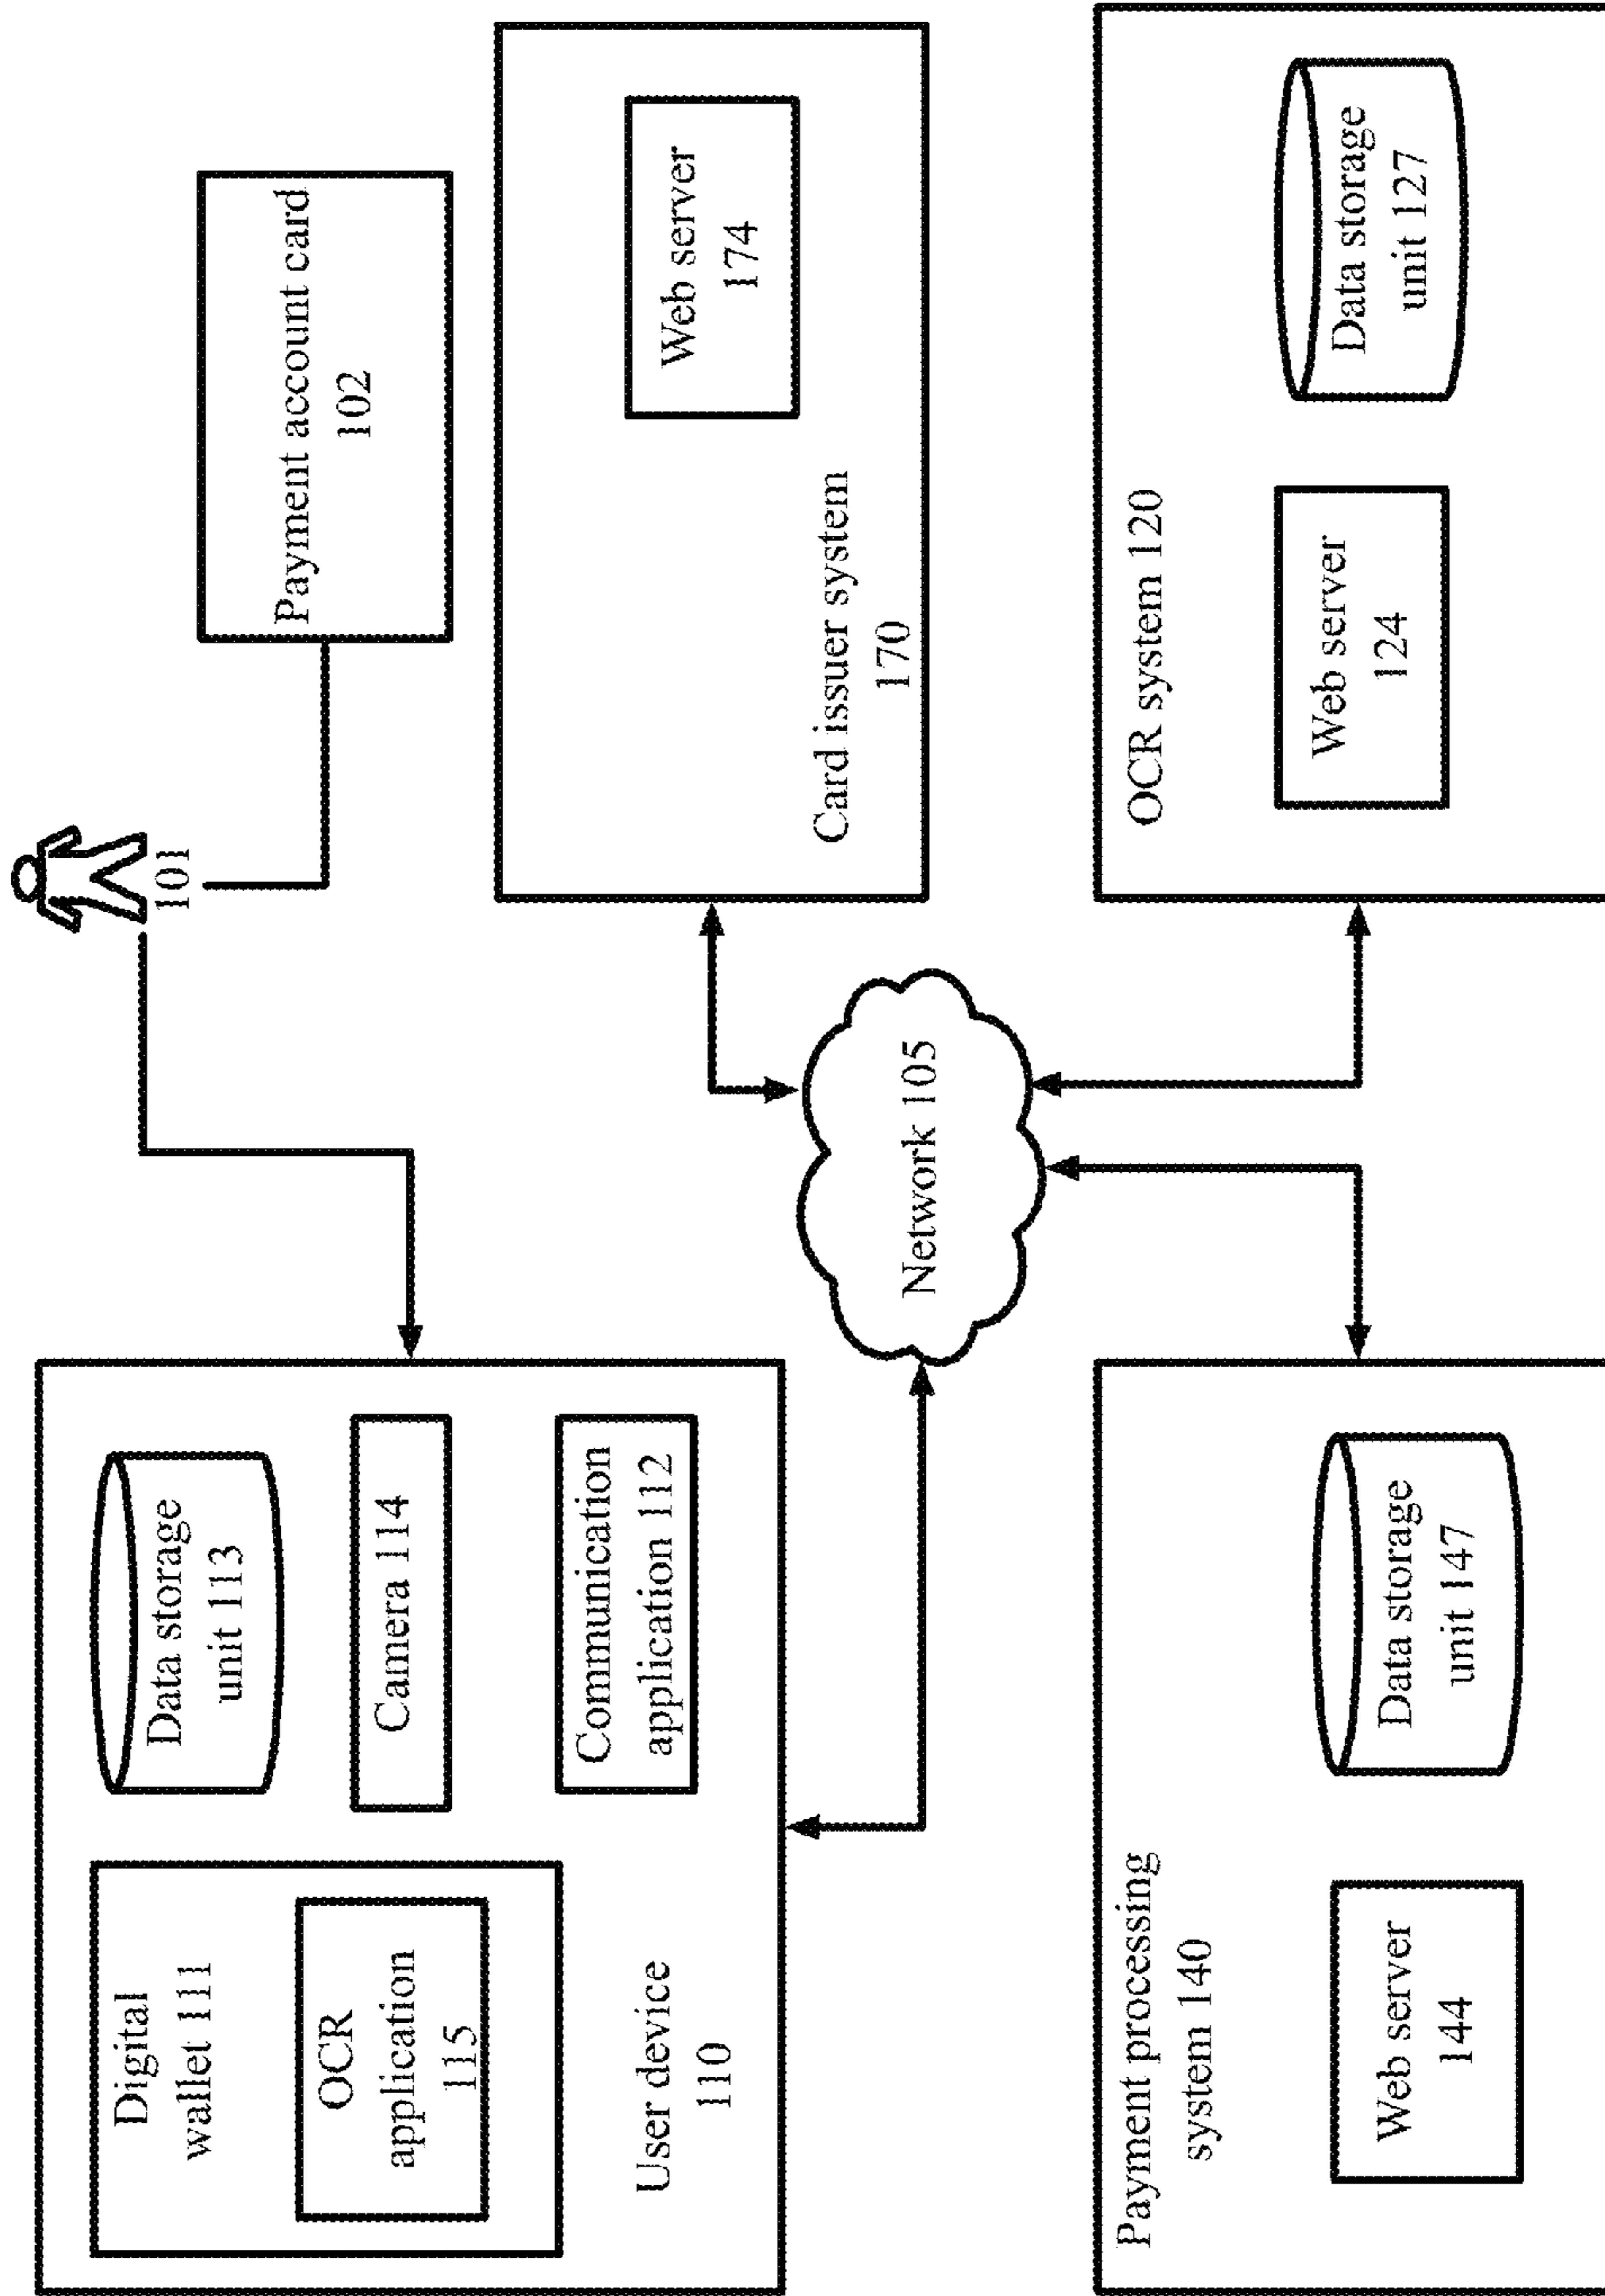 101
Payment account card
102
Digital
wallet 111
OCR
application
115
User device
110
Data storage
unit 113
Camera 114
Communication
application 112
Network 105
Web server
174
Card issuer system
170
Payment processing
system 140
Web server
144
Data storage
unit 147
OCR system 120
Web server
124
Data storage
unit 127